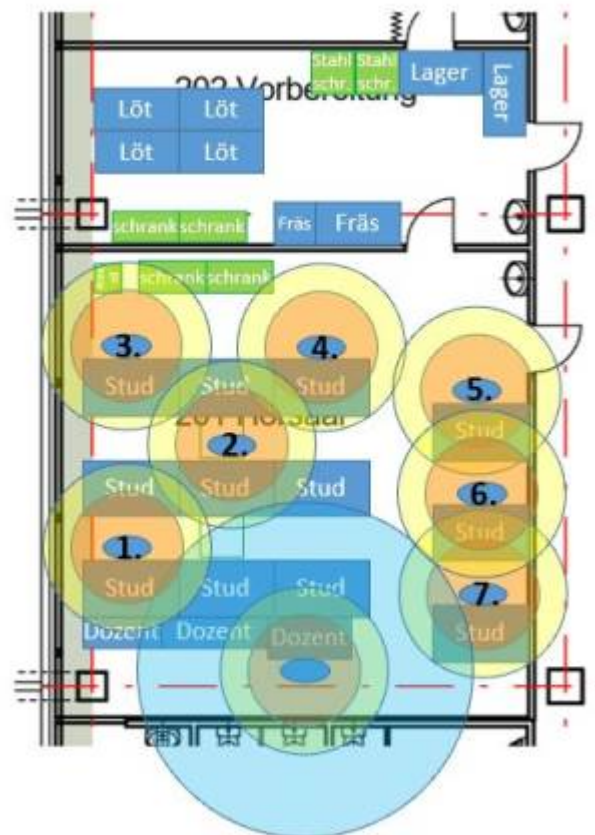 Stahl schr. Stahl schr. Lager
Lager
202 Vorbereitung
Löt Löt
Löt Löt
schrank schrank Fräs Fräs
schrank schrank
3. 4.
5.
Stud Stud Stud
Stud
201 Hörsaal
2.
6.
Stud Stud Stud
Stud
1.
7.
Stud Stud Stud
Stud
Dozent Dozent Dozent